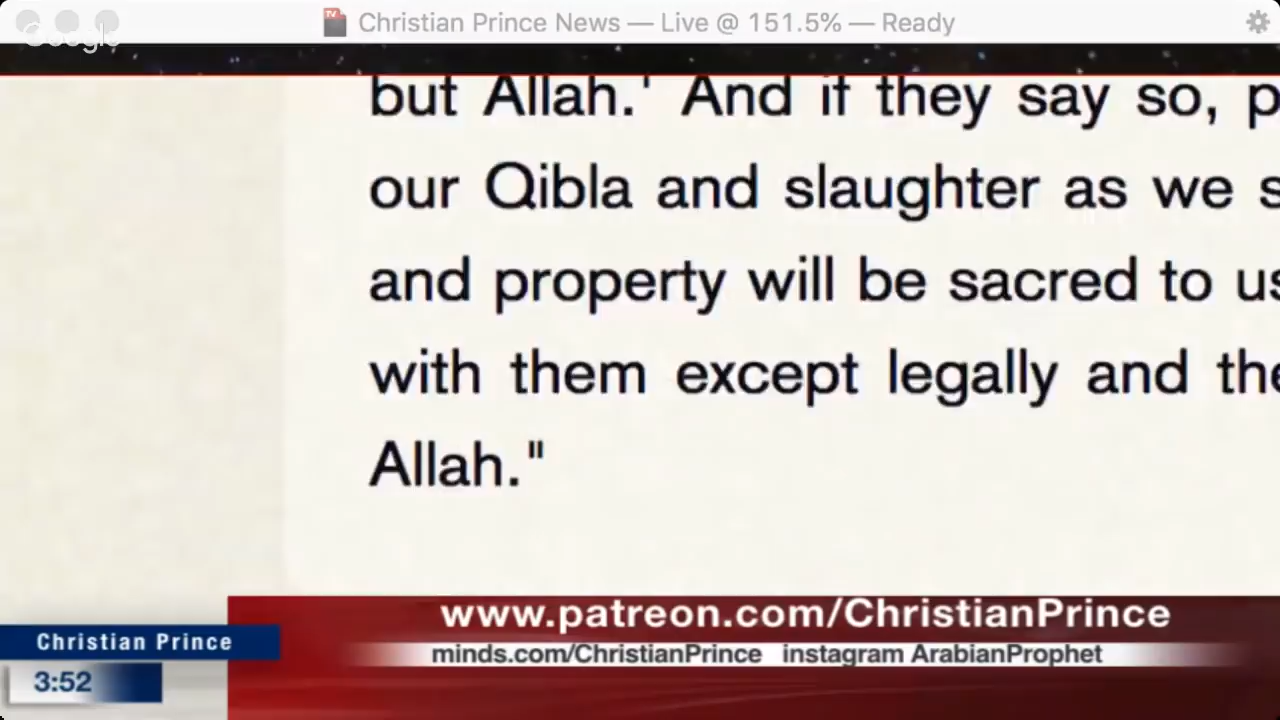 Christian Prince News — Live @ 151.5% — Ready
Google
but Allah.' And if they say so, p
our Qibla and slaughter as we s
and property will be sacred to us
with them except legally and the
Allah."
www.patreon.com/ChristianPrince
Christian Prince
minds.com/ChristianPrince instagram ArabianProphet
3:52